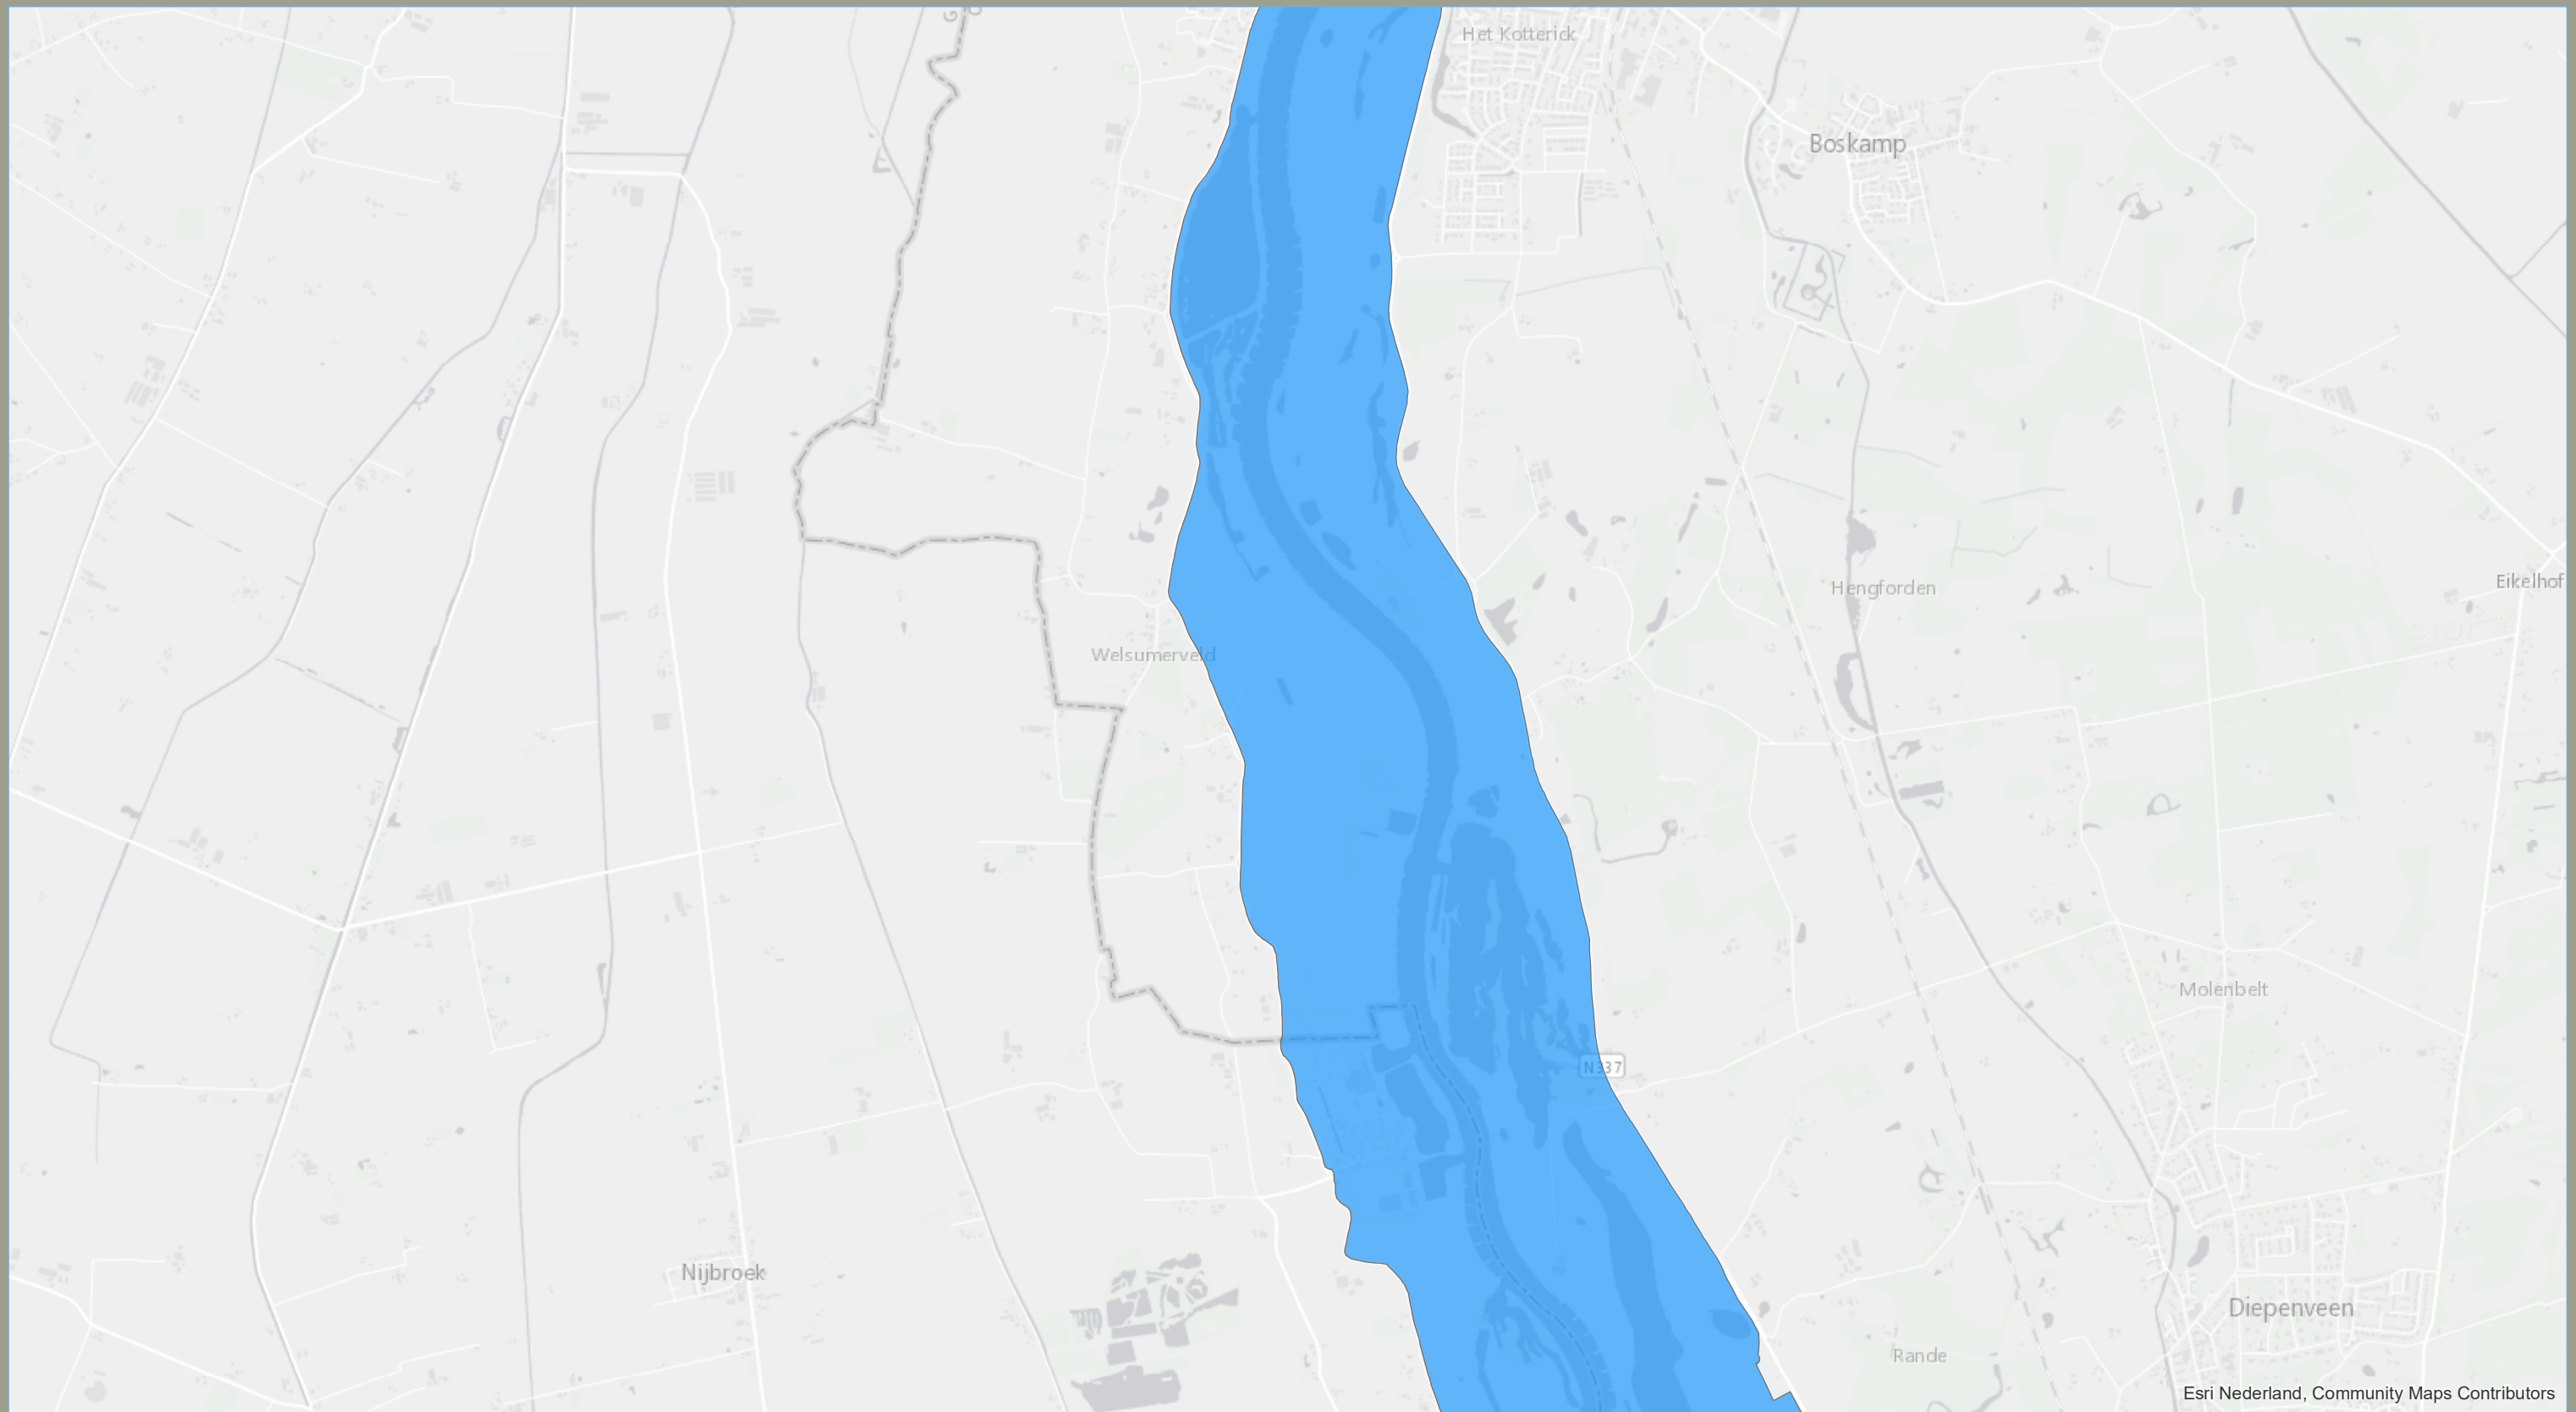 Het Kotterick
Boskamp
Hengforden
Eikelhof
Welsumerveld
Molenbelt
N337
Nijbroek
Diepenveen
Rande
Esri Nederland, Community Maps Contributors